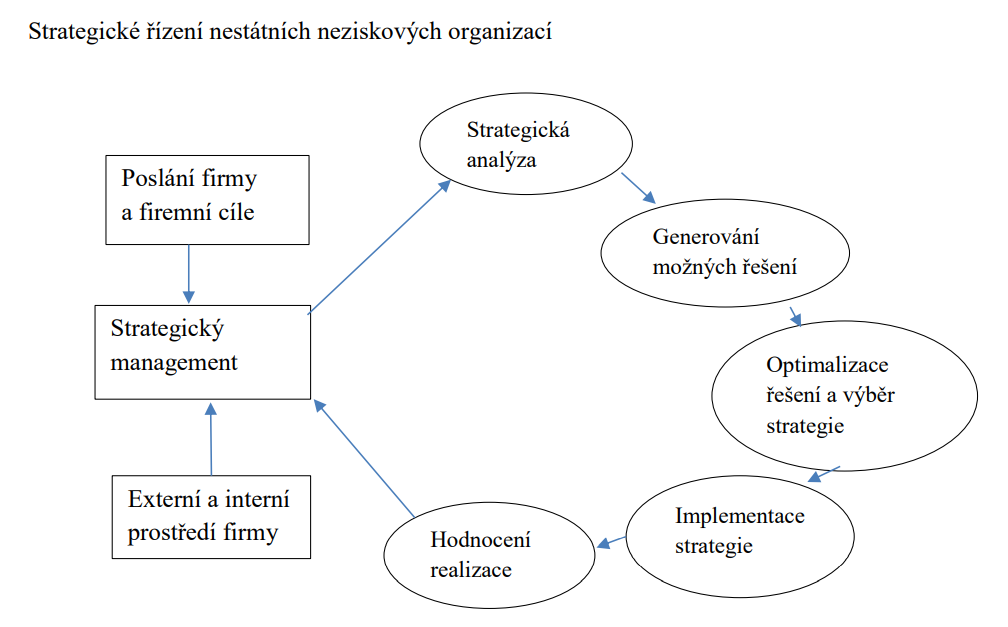 Strategické řízení nestátních neziskových organizací
Strategická
analýza
Poslání firmy
a firemní cíle
Generování
možných řešení
Strategický
management
Optimalizace
řešení a výběr
strategie
Externí a interní
prostředí firmy
Implementace
strategie
Hodnocení
realizace